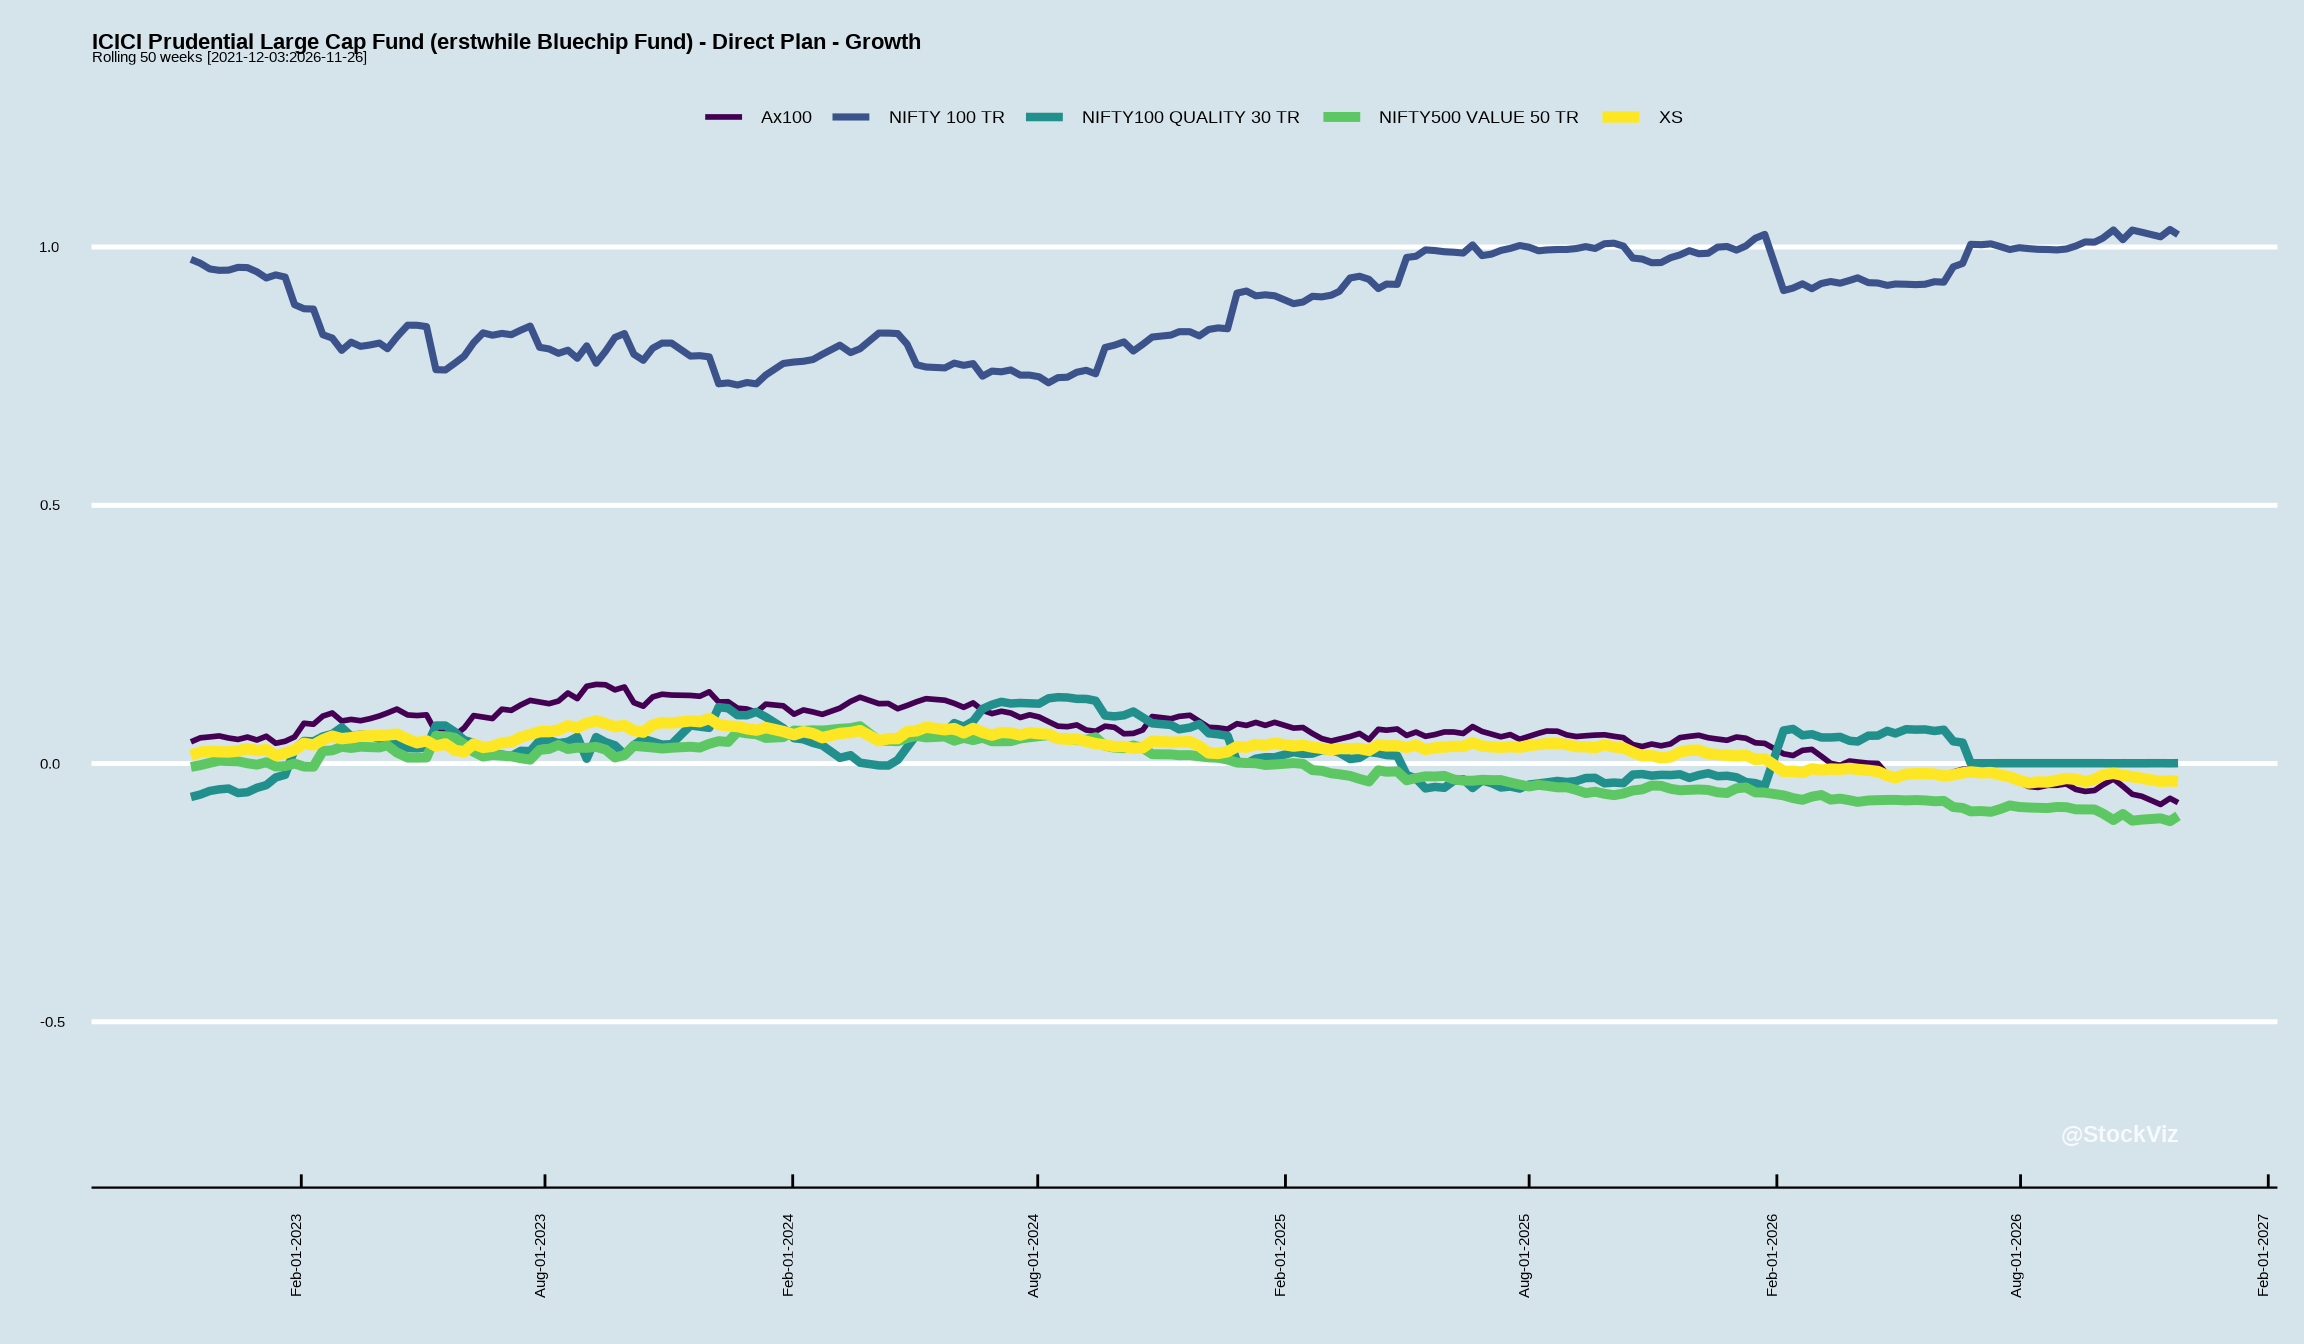 ICICI Prudential Large Cap Fund (erstwhile Bluechip Fund) - Direct Plan - Growth
Rolling 50 weeks [2021-12-03:2026-11-26]
Ax100 NIFTY 100 TR NIFTY100 QUALITY 30 TR NIFTY500 VALUE 50 TR XS
1.0
0.5
0.0
-0.5
@StockViz
Feb-01-2023 Aug-01-2023 Feb-01-2024 Aug-01-2024 Feb-01-2025 Aug-01-2025 Feb-01-2026 Aug-01-2026 Feb-01-2027